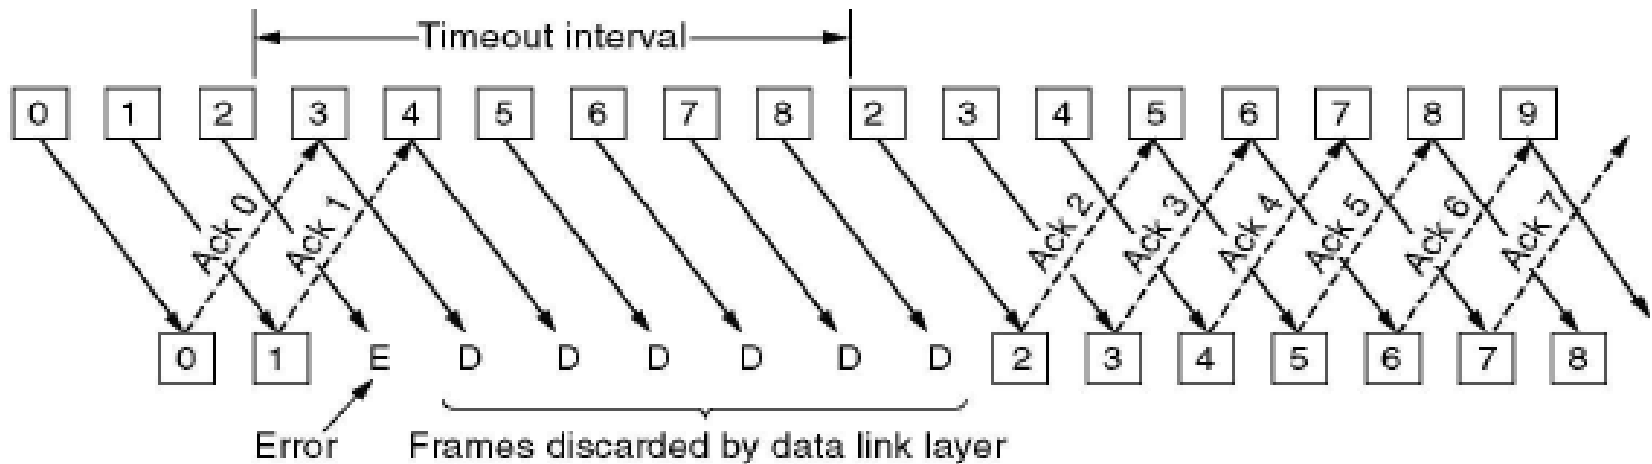 Timeout interval
0 1 2 3 4 5 6 7 8 2 3 4 5 6 7 8 9
Ack 0 Ack 1 Ack 2 Ack 3 Ack 4 Ack 5 Ack 6 Ack 7
0 1 E D D D D D D 2 3 4 5 6 7 8
Error Frames discarded by data link layer